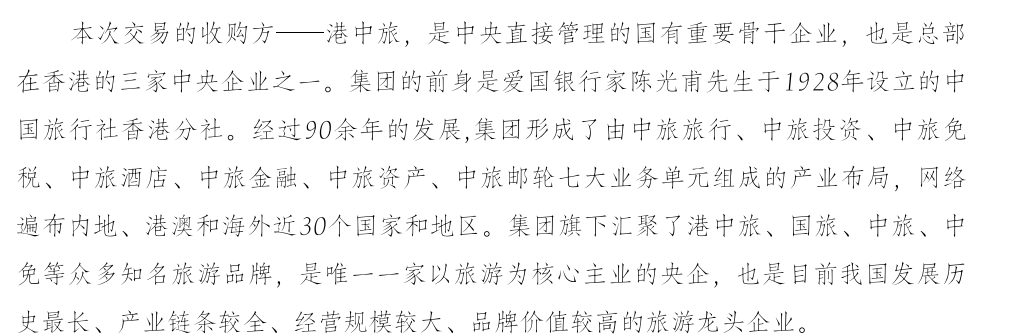 本次交易的收购方——港中旅，是中央直接管理的国有重要骨干企业，也是总部
在香港的三家中央企业之一。集团的前身是爱国银行家陈光甫先生于1928年设立的中
国旅行社香港分社。经过90余年的发展,集团形成了由中旅旅行、中旅投资、中旅免
税、中旅酒店、中旅金融、中旅资产、中旅邮轮七大业务单元组成的产业布局，网络
遍布内地、港澳和海外近30个国家和地区。集团旗下汇聚了港中旅、国旅、中旅、中
免等众多知名旅游品牌，是唯一一家以旅游为核心主业的央企，也是目前我国发展历
史最长、产业链条较全、经营规模较大、品牌价值较高的旅游龙头企业。